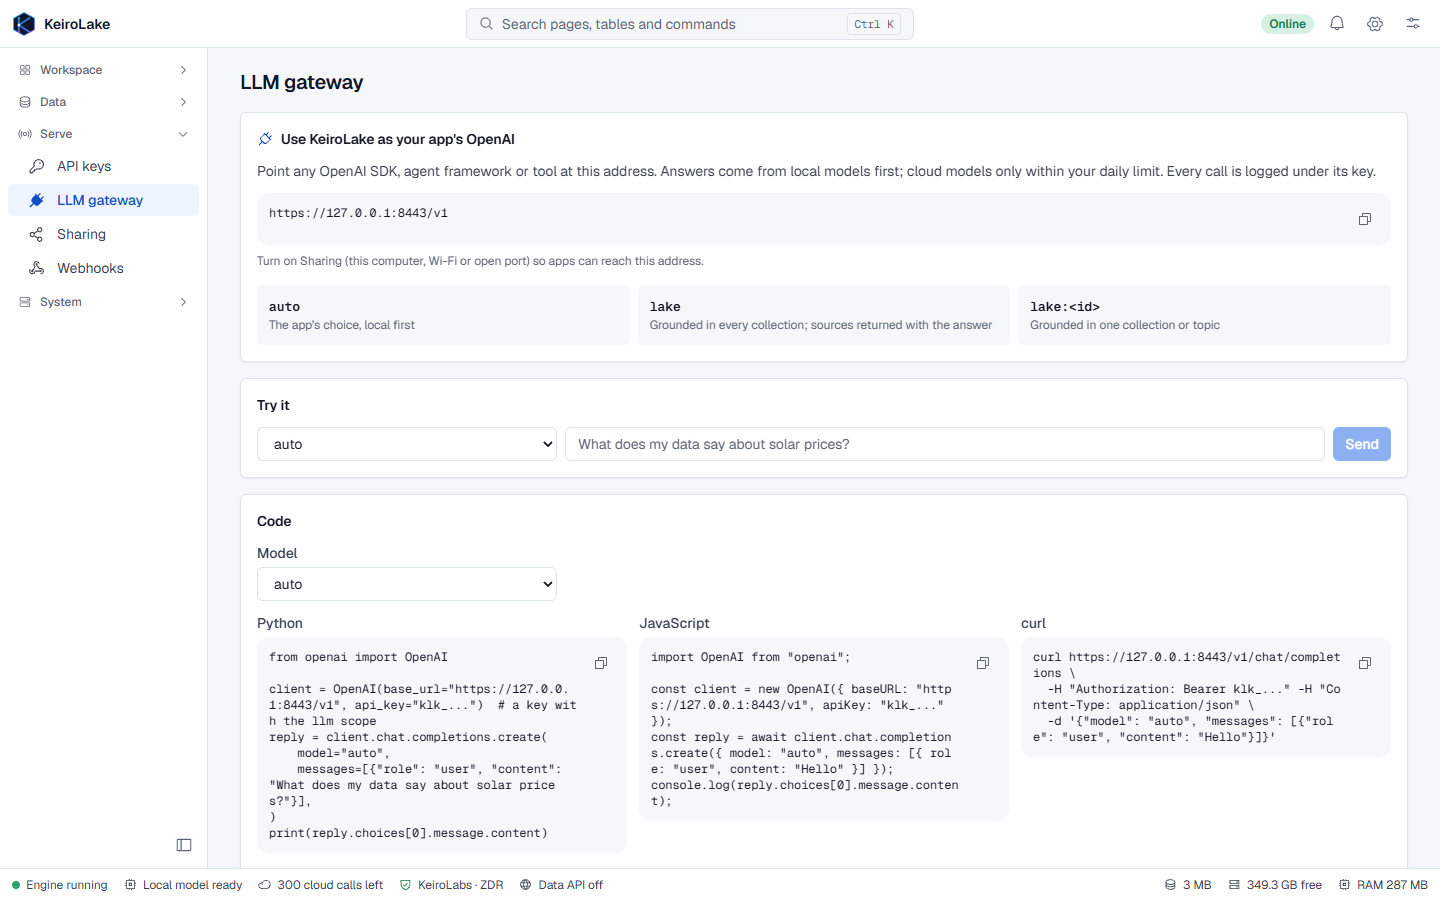 KeiroLake
Search pages, tables and commands
Ctrl K
Online
Workspace
Data
Serve
API keys
LLM gateway
Sharing
Webhooks
System
LLM gateway
Use KeiroLake as your app's OpenAI
Point any OpenAI SDK, agent framework or tool at this address. Answers come from local models first; cloud models only within your daily limit. Every call is logged under its key.
https://127.0.0.1:8443/v1
Turn on Sharing (this computer, Wi-Fi or open port) so apps can reach this address.
auto
The app's choice, local first
lake
Grounded in every collection; sources returned with the answer
lake:<id>
Grounded in one collection or topic
Try it
auto
What does my data say about solar prices?
Send
Code
Model
auto
Python
from openai import OpenAI
client = OpenAI(base_url="https://127.0.0.
1:8443/v1", api_key="klk_...")  # a key wit
h the llm scope
reply = client.chat.completions.create(
    model="auto",
    messages=[{"role": "user", "content":
"What does my data say about solar price
s?"}],
)
print(reply.choices[0].message.content)
JavaScript
import OpenAI from "openai";
const client = new OpenAI({ baseURL: "http
s://127.0.0.1:8443/v1", apiKey: "klk_..."
});
const reply = await client.chat.completion
s.create({ model: "auto", messages: [{ rol
e: "user", content: "Hello" }] });
console.log(reply.choices[0].message.conten
t);
curl
curl https://127.0.0.1:8443/v1/chat/complet
ions \
  -H "Authorization: Bearer klk_..." -H "Co
ntent-Type: application/json" \
  -d '{"model": "auto", "messages": [{"rol
e": "user", "content": "Hello"}]}'
Engine running
Local model ready
300 cloud calls left
KeiroLabs · ZDR
Data API off
3 MB
349.3 GB free
RAM 287 MB